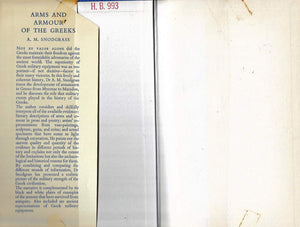 H. B. 993
ARMS AND
ARMOUR
OF THE GREEKS
A. M. SNODGRASS
NOT BY VALOR ALONE did the
Greeks maintain their freedom against
the most formidable adversaries of the
ancient world. The superiority of
Greek military equipment was an im-
portant—if not decisive—factor in
their many victories. In this lively and
coherent history, Dr A. M. Snodgrass
traces the development of armaments
in Greece from Mycenae to Macedon,
and he discusses the role that military
events played in the history of the
Greeks.
The author considers and skilfully
interprets all of the available evidence:
literary descriptions of arms and ar-
mour in prose and poetry; artists' re-
presentations from vase-paintings,
sculpture, gems, and coins; and actual
specimens that have come to light
through excavation. He points out the
uneven quality and quantity of the
evidence in different periods of history
and explains not only the extent
of the limitations but also the archaeo-
logical and historical reasons for them.
By combining and comparing the
different strands of information, Dr
Snodgrass has presented a realistic
picture of the military strength of the
Greek civilization.
The narrative is complemented by the
black and white plates of examples of
the armour that have survived from
antiquity. Also included are ancient
representations of Greek military
equipment.